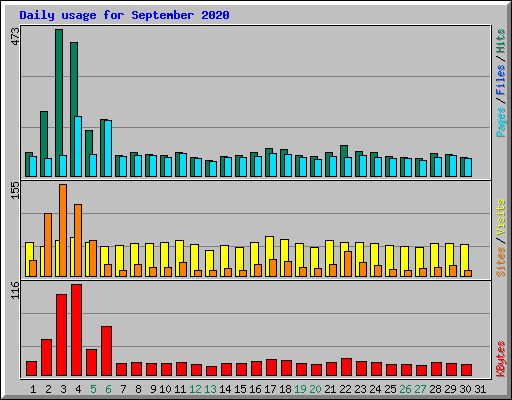 Daily usage for September 2020
473
Pages / Files / Hits
155
Sites / Visits
116
KBytes
1 2 3 4 5 6 7 8 9 10 11 12 13 14 15 16 17 18 19 20 21 22 23 24 25 26 27 28 29 30 31